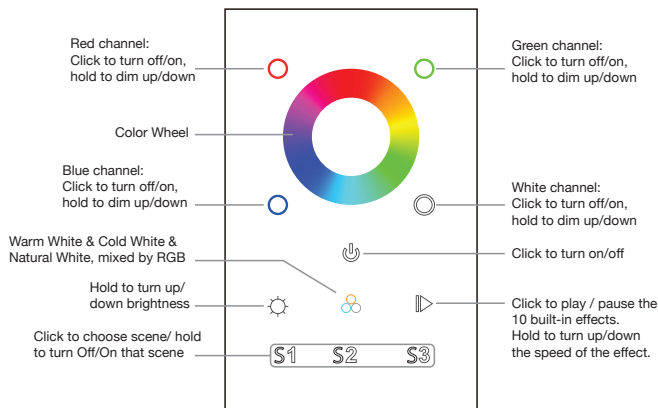 Red channel:
Click to turn off/on,
hold to dim up/down
Green channel:
Click to turn off/on,
hold to dim up/down
Color Wheel
Blue channel:
Click to turn off/on,
hold to dim up/down
White channel:
Click to turn off/on,
hold to dim up/down
Warm White & Cold White &
Natural White, mixed by RGB
Click to turn on/off
Hold to turn up/
down brightness
Click to play / pause the
10 built-in effects.
Hold to turn up/down
the speed of the effect.
Click to choose scene/ hold
to turn Off/On that scene
S1 S2 S3